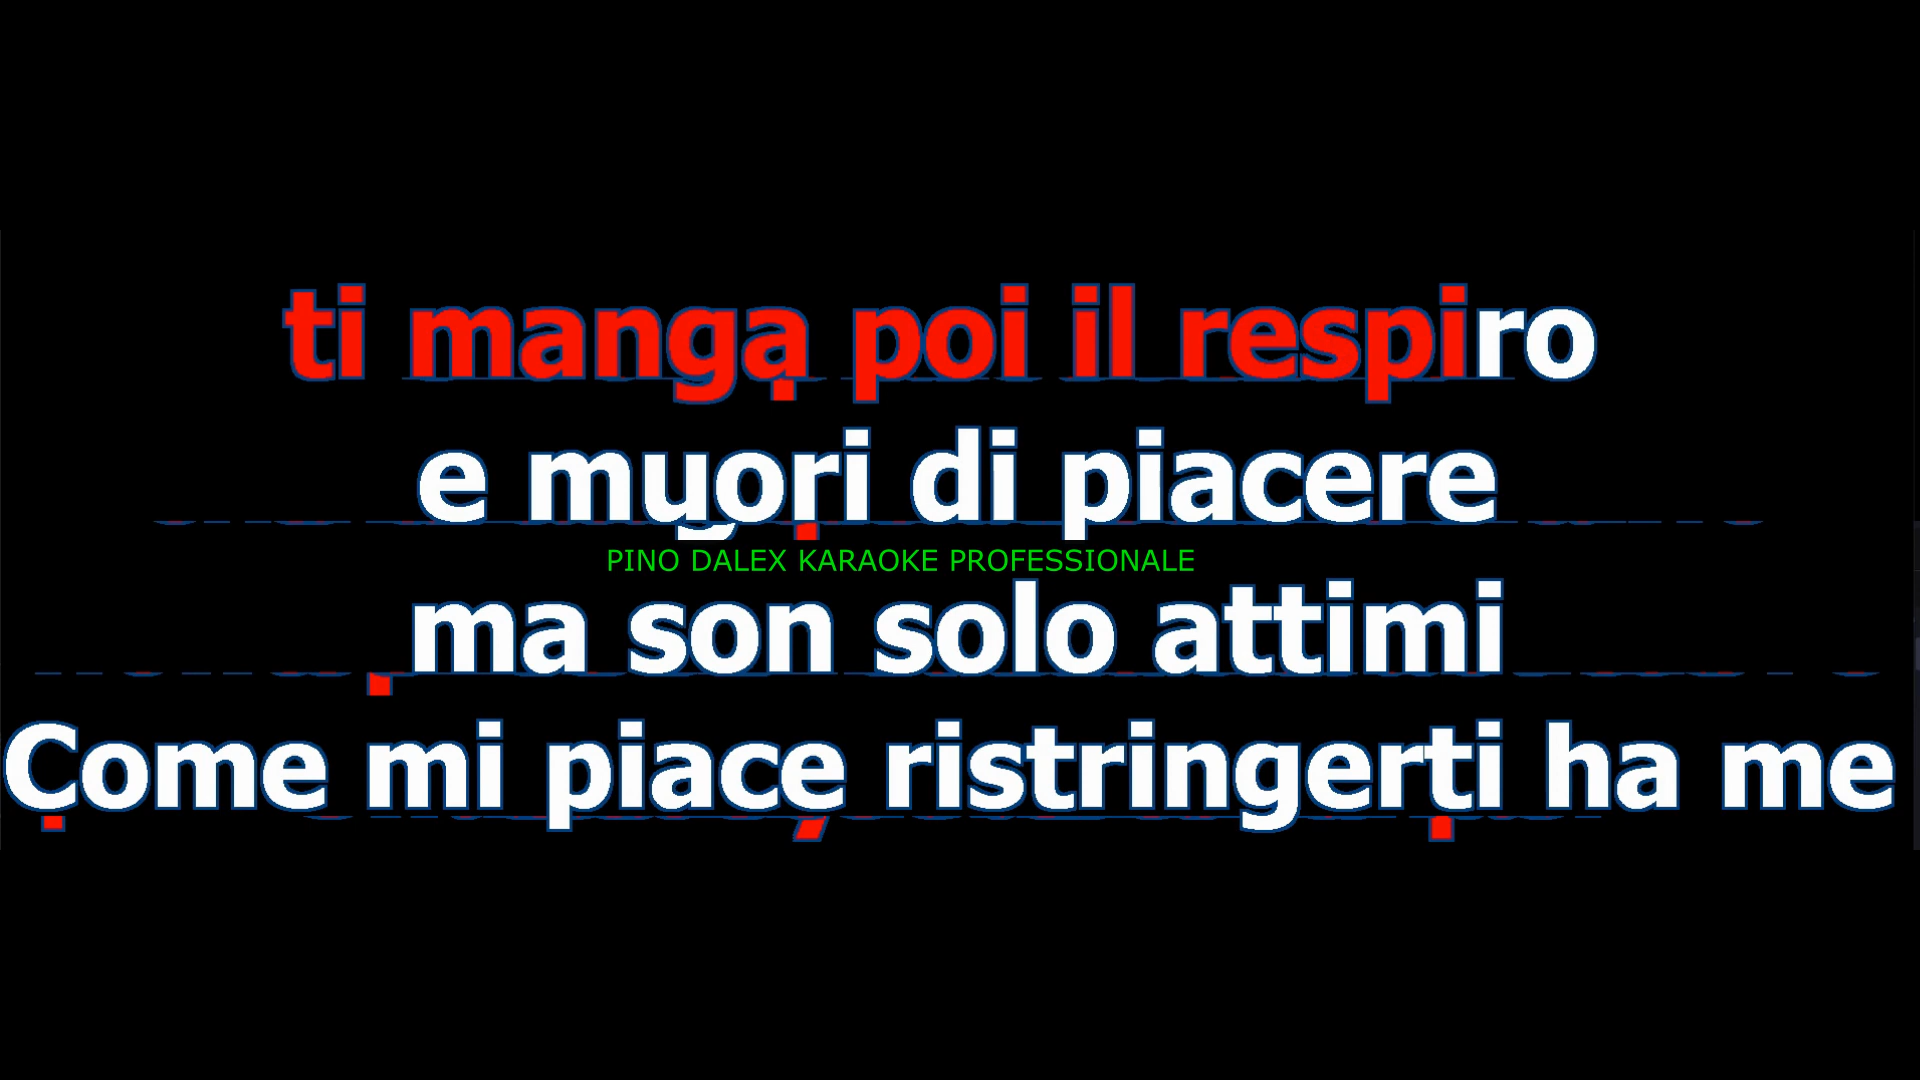 ti manga poi il respiro
e muori di piacere
PINO DALEX KARAOKE PROFESSIONALE
ma son solo attimi
Come mi piace ristringerti ha me